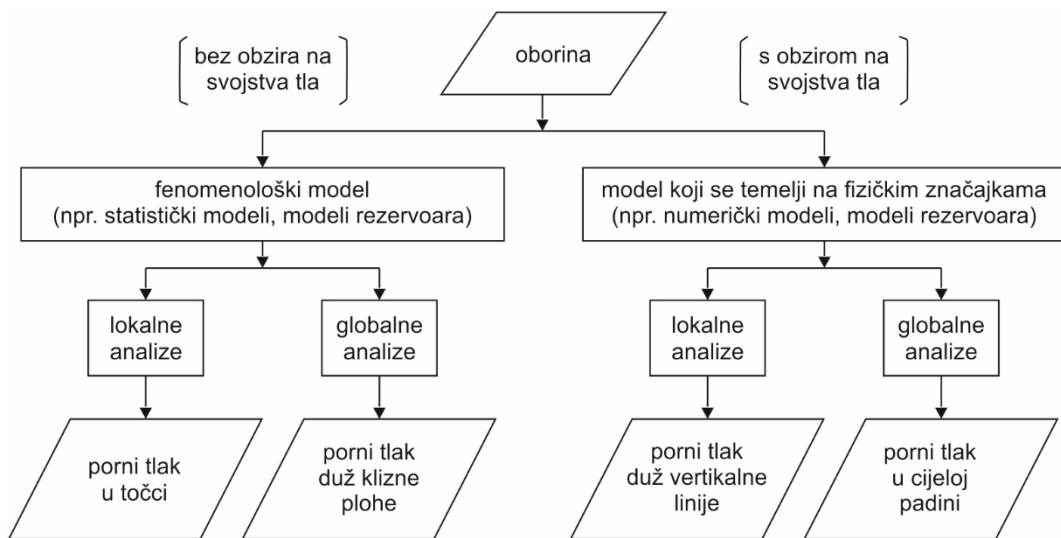 bez obzira na
svojstva tla
oborina
s obzirom na
svojstva tla
fenomenološki model
(npr. statistički modeli, modeli rezervoara)
model koji se temelji na fizičkim značajkama
(npr. numerički modeli, modeli rezervoara)
lokalne
analize
globalne
analize
lokalne
analize
globalne
analize
porni tlak
u točci
porni tlak
duž klizne
plohe
porni tlak
duž vertikalne
linije
porni tlak
u cijeloj
padini